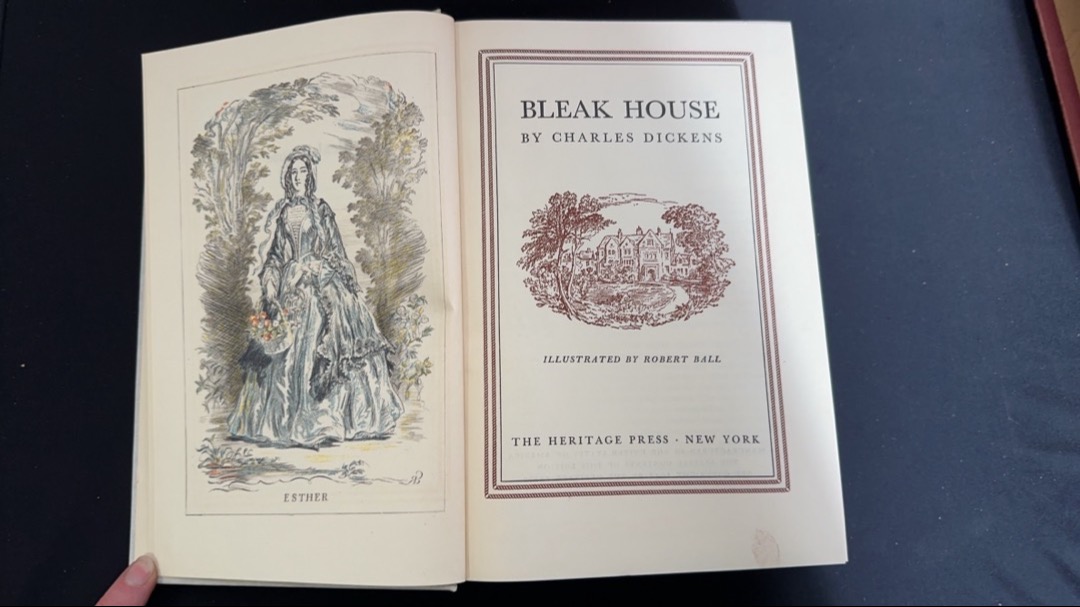 ESTHER
BLEAK HOUSE
BY CHARLES DICKENS
ILLUSTRATED BY ROBERT BALL
THE HERITAGE PRESS · NEW YORK